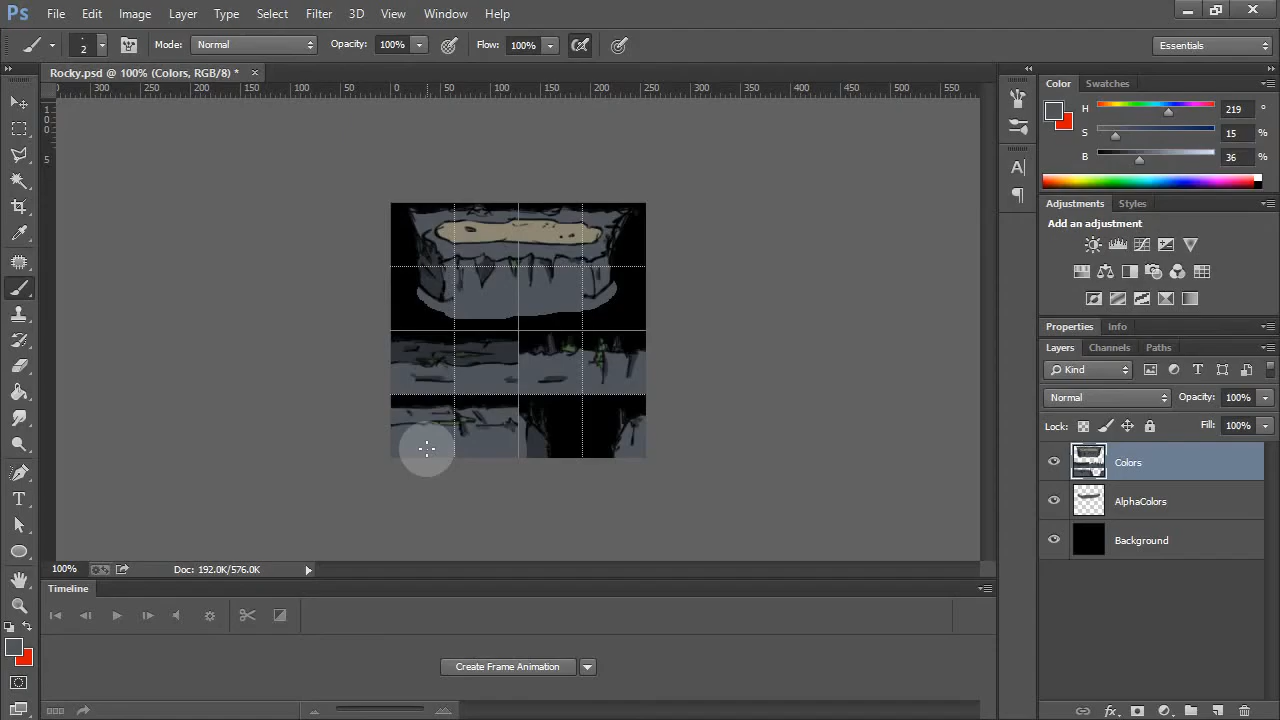 Ps File Edit Image Layer Type Select Filter 3D View Window Help
2 Mode: Normal Opacity: 100% Flow: 100% Essentials
Rocky.psd @ 100% (Colors, RGB/8) *
300 250 200 150 100 50 0 50 100 150 200 250 300 350 400 450 500 550
1
0
0
5
Color Swatches
H 219 °
S 15 %
B 36 %
Adjustments Styles
Add an adjustment
Properties Info
Layers Channels Paths
Kind
Normal Opacity: 100%
Lock: Fill: 100%
Colors
AlphaColors
Background
100% Doc: 192.0K/576.0K
Timeline
Create Frame Animation